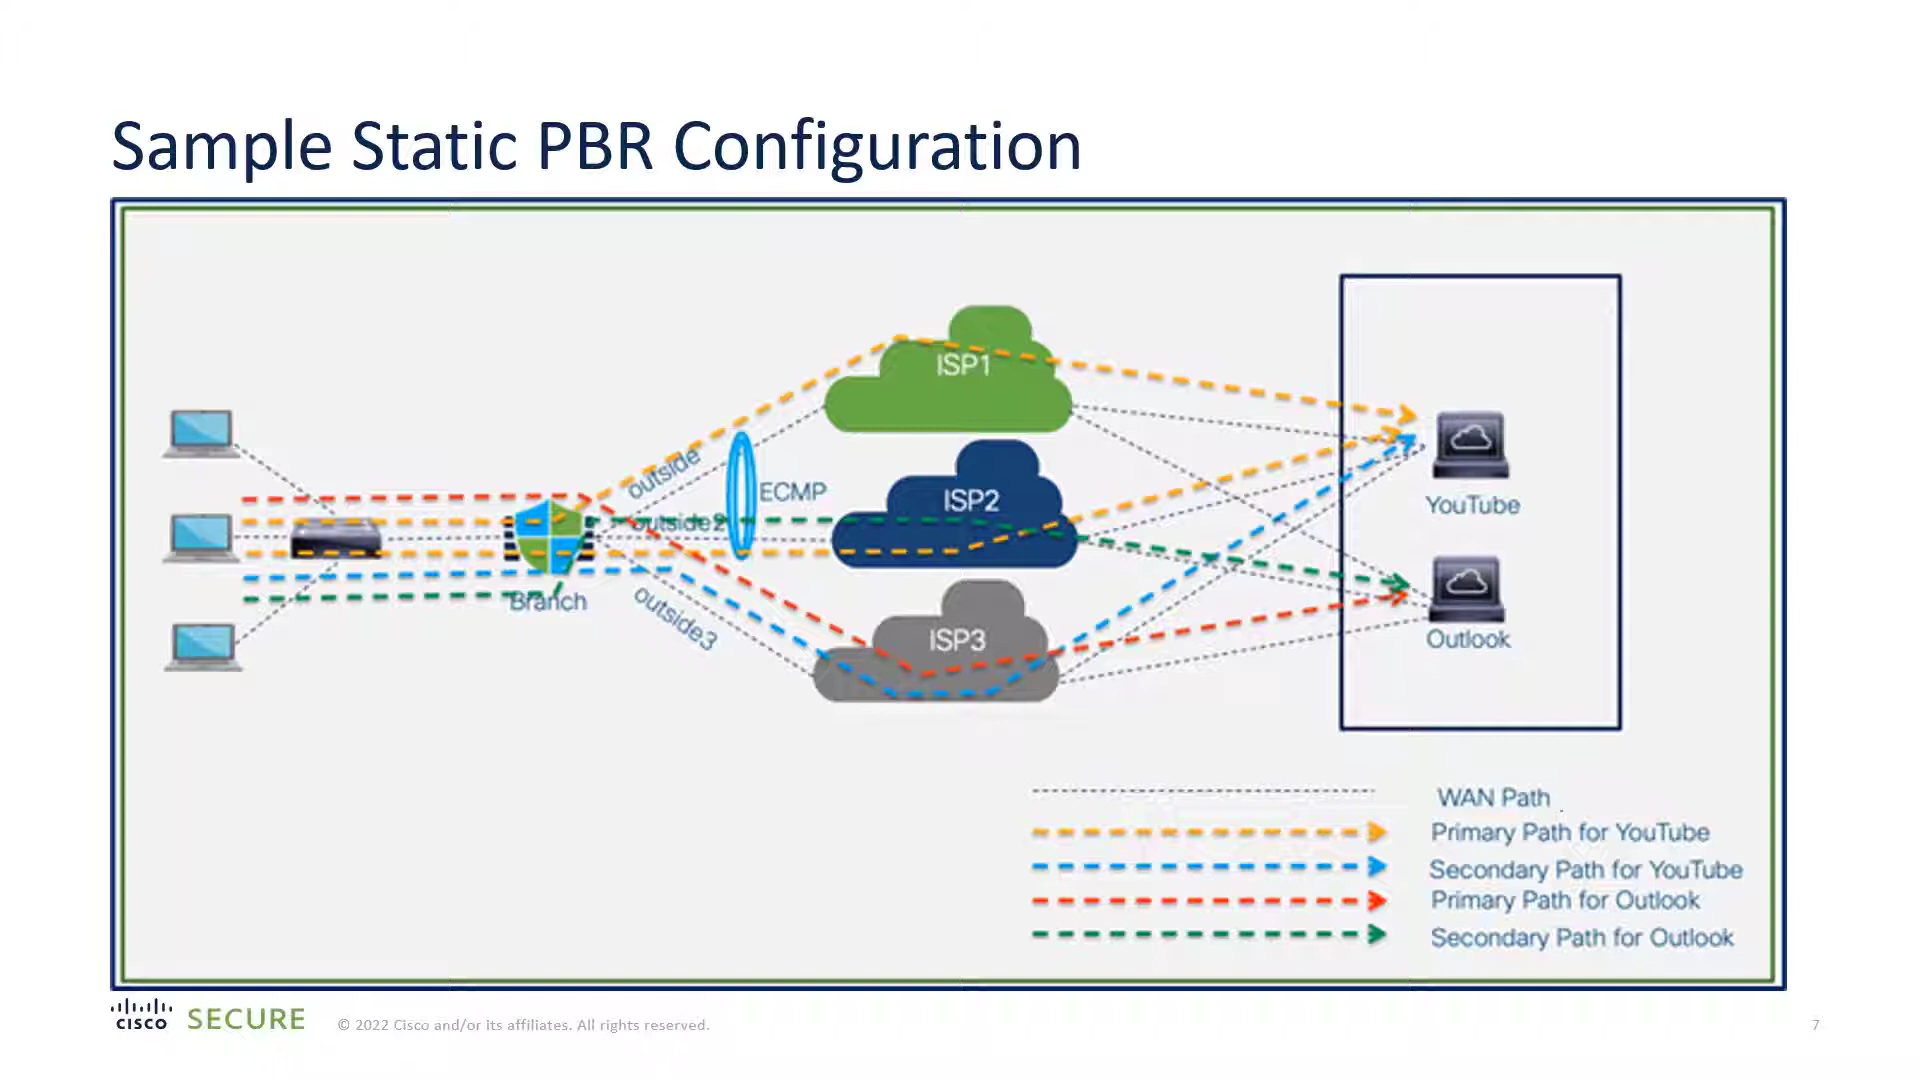 Sample Static PBR Configuration
ISP1
outside
ECMP
ISP2
outside2
YouTube
Branch
outside3
ISP3
Outlook
WAN Path
Primary Path for YouTube
Secondary Path for YouTube
Primary Path for Outlook
Secondary Path for Outlook
cisco SECURE © 2022 Cisco and/or its affiliates. All rights reserved. 7